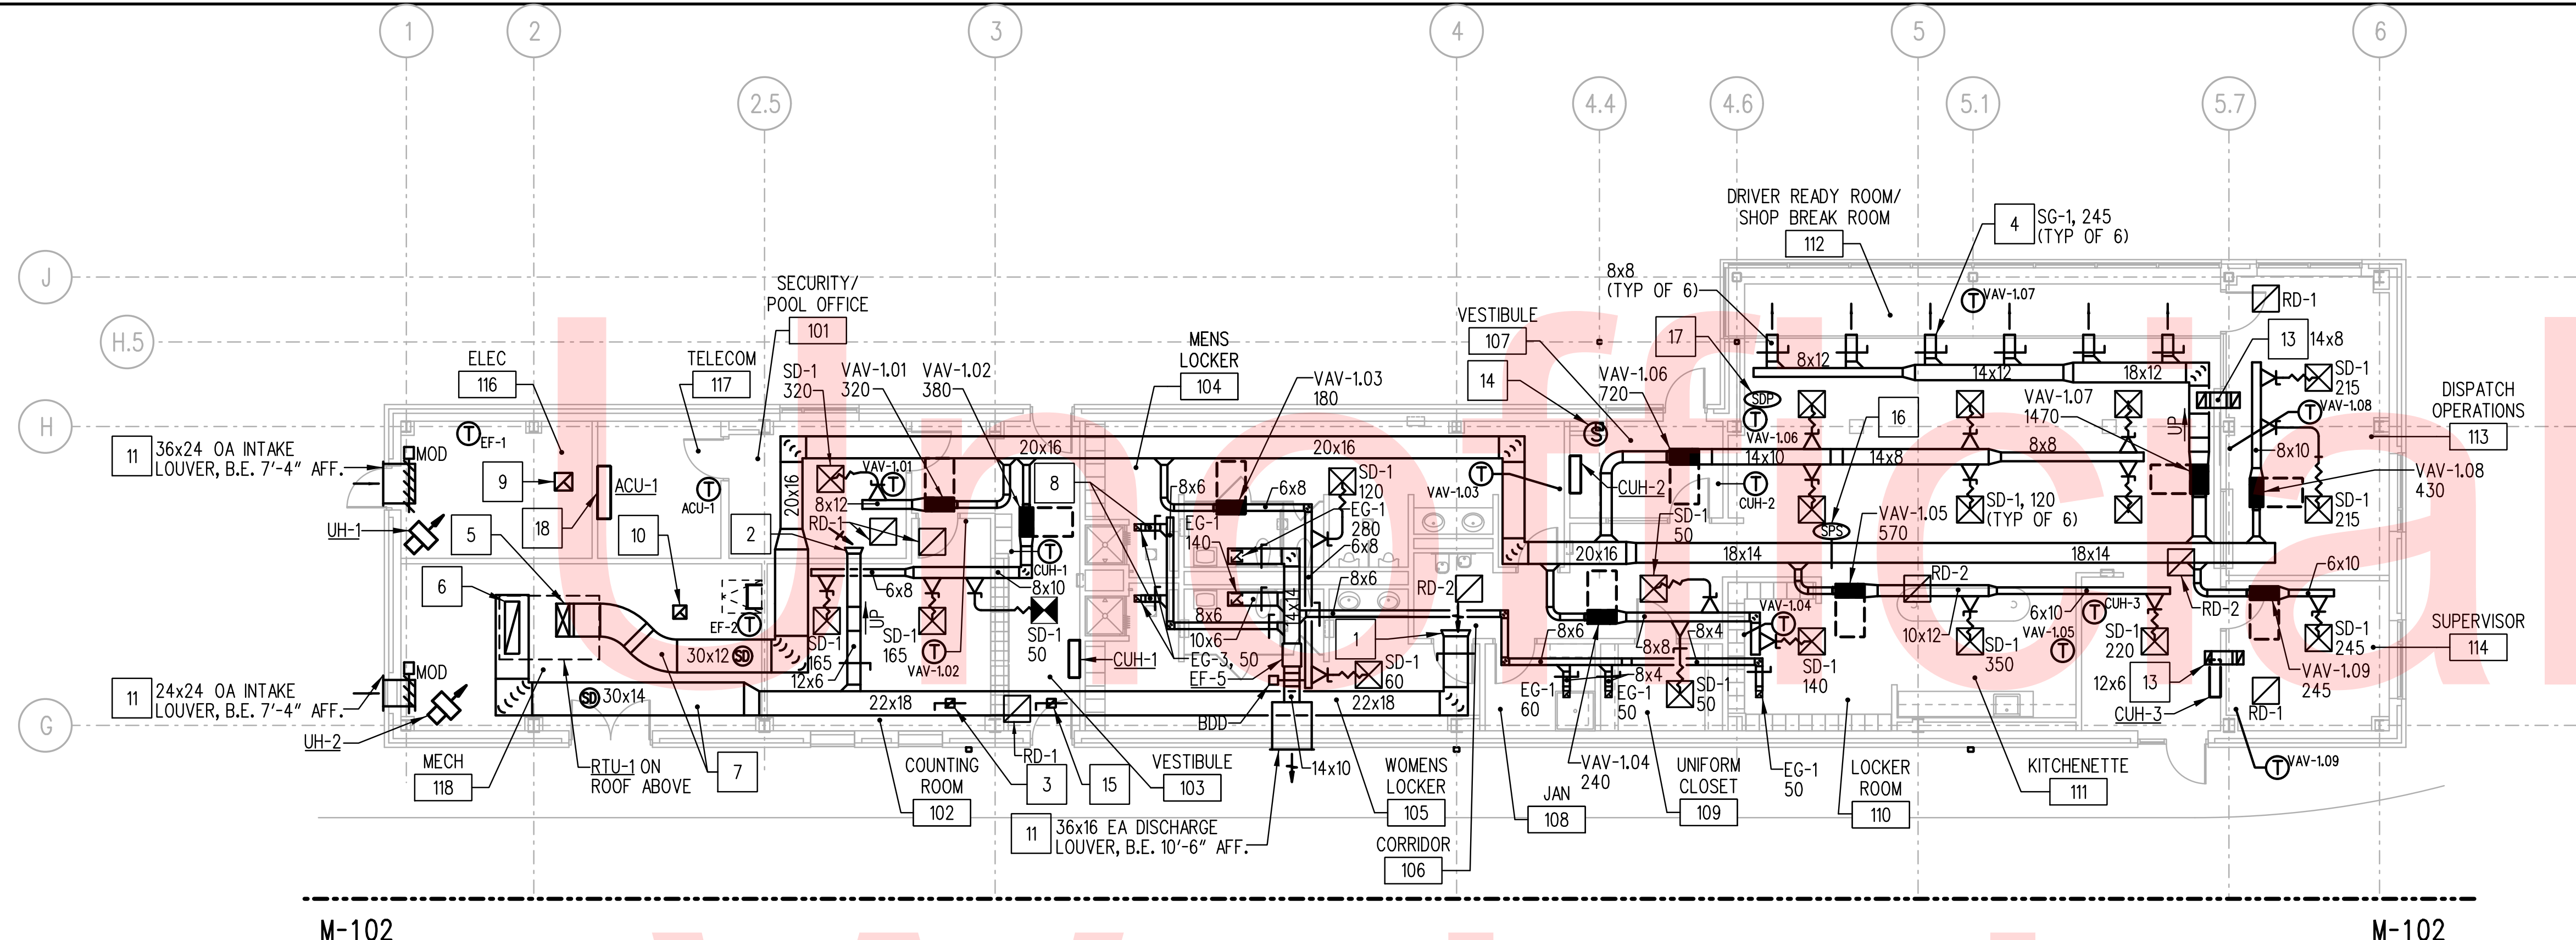 1
2
3
4
5
6
2.5
4.4
4.6
5.1
5.7
J
H.5
H
G
DRIVER READY ROOM/
SHOP BREAK ROOM
112
4
SG-1, 245
(TYP OF 6)
8x8
(TYP OF 6)
T VAV-1.07
RD-1
SECURITY/
POOL OFFICE
101
VESTIBULE
107
14
17
13
14x8
ELEC
116
TELECOM
117
SD-1
320
VAV-1.01
320
VAV-1.02
380
MENS
LOCKER
104
VAV-1.03
180
VAV-1.06
720
8x12
14x12
18x12
SD-1
215
DISPATCH
OPERATIONS
113
SDP
T
VAV-1.06
16
VAV-1.07
1470
T VAV-1.08
UP
11
36x24 OA INTAKE
LOUVER, B.E. 7'-4" AFF.
MOD
T EF-1
20x16
20x16
S
14x10
14x8
8x8
8x10
VAV-1.08
430
9
ACU-1
T
ACU-1
20x16
VAV-1.01
T
8x12
RD-1
8
8x6
6x8
SD-1
120
EG-1
280
VAV-1.03
T
CUH-2
T
CUH-2
SD-1, 120
(TYP OF 6)
SD-1
215
UH-1
5
18
10
2
EG-1
140
6x8
SD-1
50
SPS
VAV-1.05
570
T
CUH-1
20x16
18x14
18x14
6
6x8
8x10
8x6
RD-2
RD-2
RD-2
6x10
EF-2
T
UP
8x6
10x6
14x14
1
VAV-1.04
T
10x12
6x10
T CUH-3
VAV-1.05
T
30x12
SD
SD-1
165
SD-1
165
T
VAV-1.02
SD-1
50
CUH-1
EG-3, 50
EF-5
SD-1
60
8x6
8x8
8x4
SD-1
140
SD-1
350
SD-1
220
SD-1
245
SUPERVISOR
114
MOD
11
24x24 OA INTAKE
LOUVER, B.E. 7'-4" AFF.
SD
30x14
12x6
22x18
22x18
BDD
EG-1
60
8x4
EG-1
50
SD-1
50
12x6
13
CUH-3
RD-1
VAV-1.09
245
UH-2
MECH
118
RTU-1 ON
ROOF ABOVE
7
COUNTING
ROOM
102
RD-1
3
15
VESTIBULE
103
14x10
WOMENS
LOCKER
105
VAV-1.04
240
UNIFORM
CLOSET
109
EG-1
50
LOCKER
ROOM
110
KITCHENETTE
111
T VAV-1.09
JAN
108
11
36x16 EA DISCHARGE
LOUVER, B.E. 10'-6" AFF.
CORRIDOR
106
M-102
M-102
Unofficial